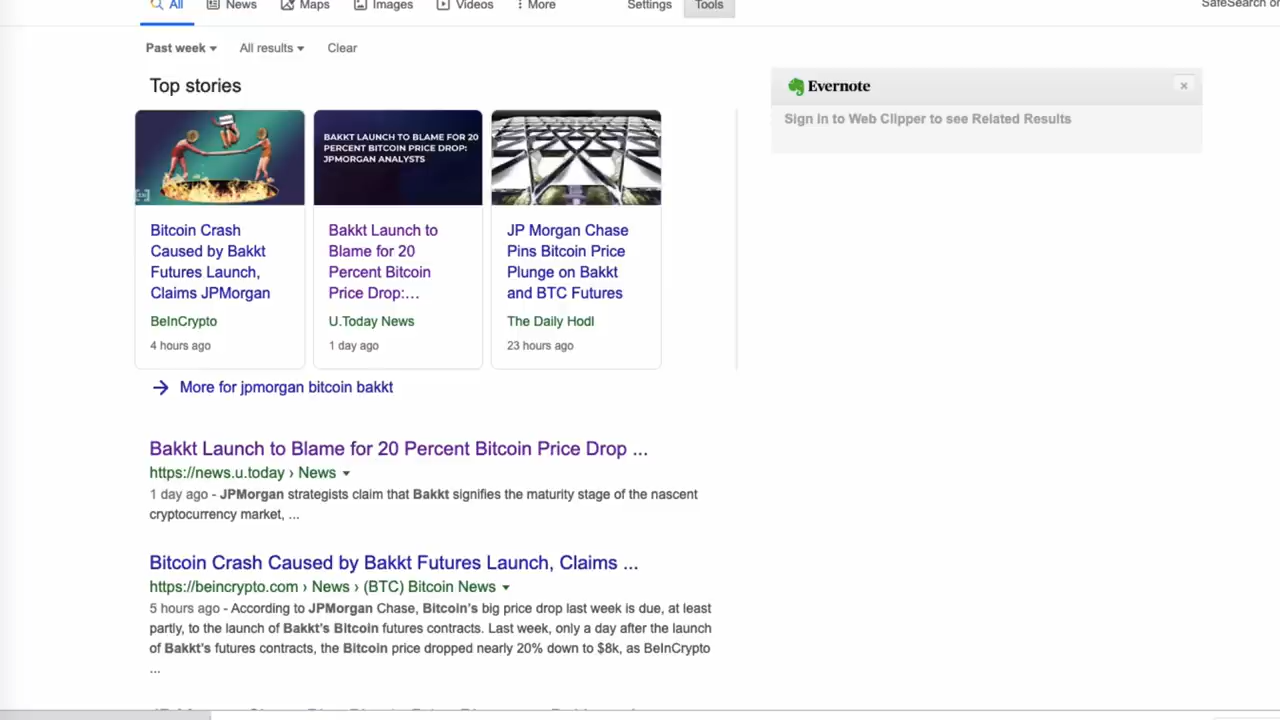 All News Maps Images Videos More Settings Tools SafeSearch on
Past week All results Clear
Top stories
Evernote
Sign in to Web Clipper to see Related Results
BAKKT LAUNCH TO BLAME FOR 20
PERCENT BITCOIN PRICE DROP:
JPMORGAN ANALYSTS
Bitcoin Crash
Caused by Bakkt
Futures Launch,
Claims JPMorgan
BeInCrypto
4 hours ago
Bakkt Launch to
Blame for 20
Percent Bitcoin
Price Drop:...
U.Today News
1 day ago
JP Morgan Chase
Pins Bitcoin Price
Plunge on Bakkt
and BTC Futures
The Daily Hodl
23 hours ago
More for jpmorgan bitcoin bakkt
Bakkt Launch to Blame for 20 Percent Bitcoin Price Drop ...
https://news.u.today › News
1 day ago - JPMorgan strategists claim that Bakkt signifies the maturity stage of the nascent
cryptocurrency market, ...
Bitcoin Crash Caused by Bakkt Futures Launch, Claims ...
https://beincrypto.com › News › (BTC) Bitcoin News
5 hours ago - According to JPMorgan Chase, Bitcoin's big price drop last week is due, at least
partly, to the launch of Bakkt's Bitcoin futures contracts. Last week, only a day after the launch
of Bakkt's futures contracts, the Bitcoin price dropped nearly 20% down to $8k, as BeInCrypto
...